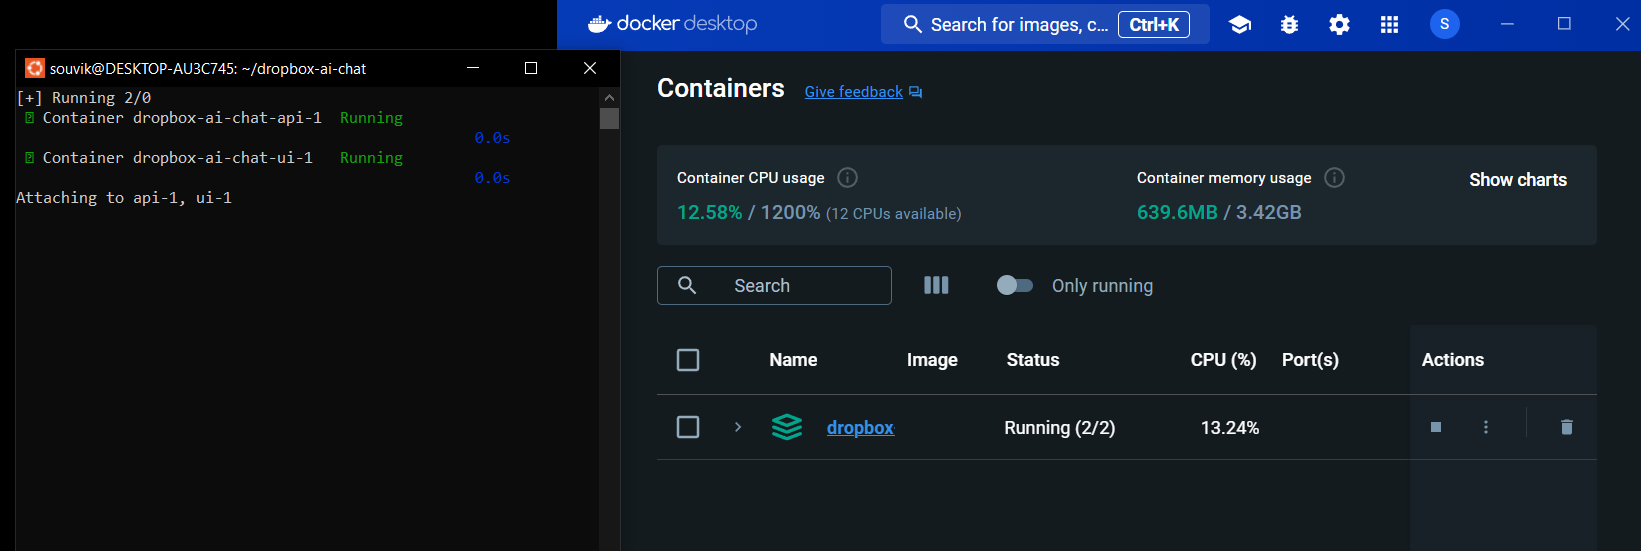 docker desktop
Search for images, c...
Ctrl+K
S
souvik@DESKTOP-AU3C745: ~/dropbox-ai-chat
[+] Running 2/0
Container dropbox-ai-chat-api-1 Running
0.0s
Container dropbox-ai-chat-ui-1 Running
0.0s
Attaching to api-1, ui-1
Containers
Give feedback
Container CPU usage
12.58% / 1200% (12 CPUs available)
Container memory usage
639.6MB / 3.42GB
Show charts
Search
Only running
Name Image Status CPU (%) Port(s) Actions
dropbox Running (2/2) 13.24%